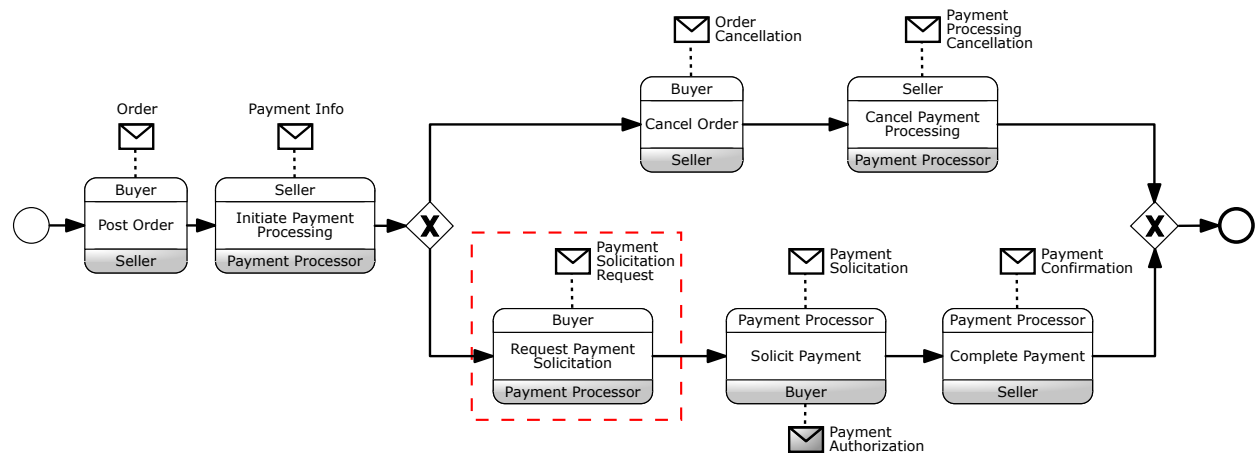 Order
Cancellation
Payment
Processing
Cancellation
Order
Payment Info
Buyer
Cancel Order
Seller
Seller
Cancel Payment
Processing
Payment Processor
Buyer
Post Order
Seller
Seller
Initiate Payment
Processing
Payment Processor
X
X
Payment
Solicitation
Request
Payment
Solicitation
Payment
Confirmation
Buyer
Request Payment
Solicitation
Payment Processor
Payment Processor
Solicit Payment
Buyer
Payment Processor
Complete Payment
Seller
Payment
Authorization